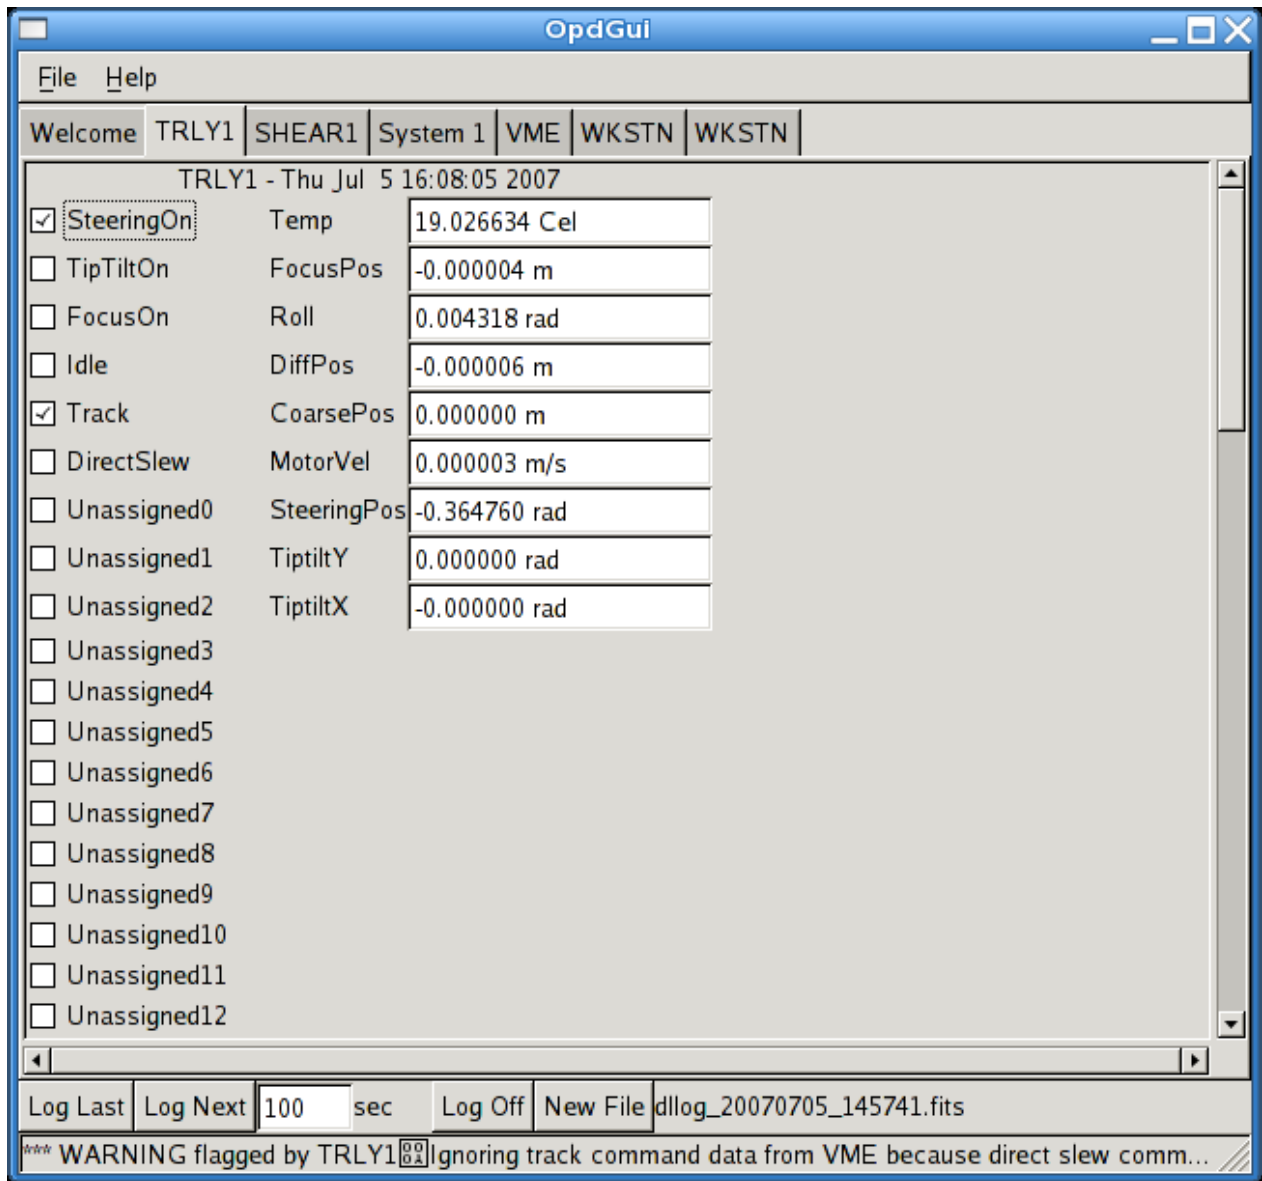 OpdGui
File Help
Welcome TRLY1 SHEAR1 System 1 VME WKSTN WKSTN
TRLY1 - Thu Jul 5 16:08:05 2007
SteeringOn Temp 19.026634 Cel
TipTiltOn FocusPos -0.000004 m
FocusOn Roll 0.004318 rad
Idle DiffPos -0.000006 m
Track CoarsePos 0.000000 m
DirectSlew MotorVel 0.000003 m/s
Unassigned0 SteeringPos -0.364760 rad
Unassigned1 TiptiltY 0.000000 rad
Unassigned2 TiptiltX -0.000000 rad
Unassigned3
Unassigned4
Unassigned5
Unassigned6
Unassigned7
Unassigned8
Unassigned9
Unassigned10
Unassigned11
Unassigned12
Log Last Log Next 100 sec Log Off New File dllog_20070705_145741.fits
*** WARNING flagged by TRLY1 Ignoring track command data from VME because direct slew comm...